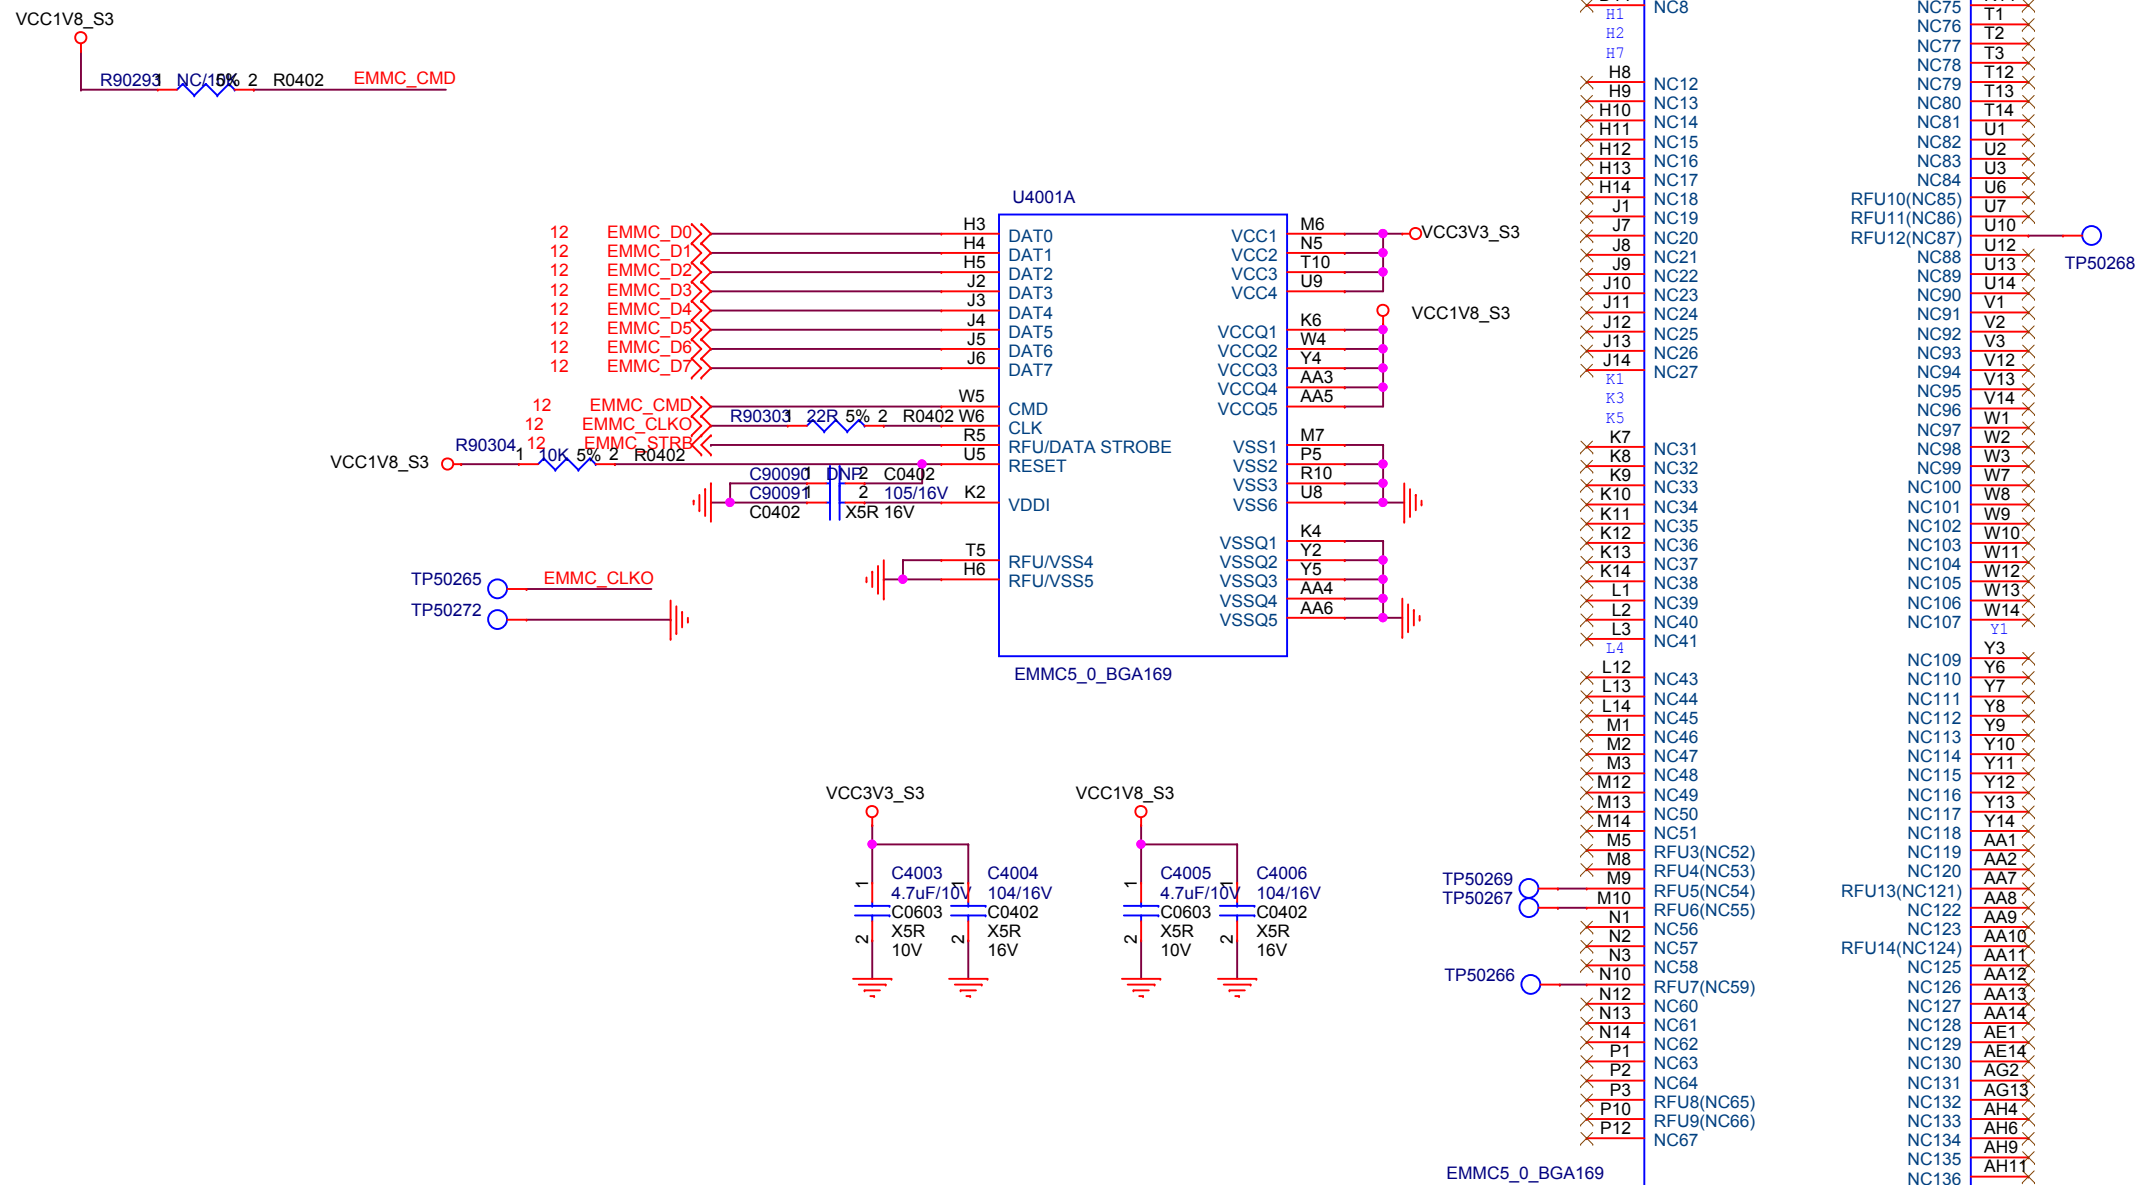 VCC1V8_S3
R90293 1 NC/10K 5% 2 R0402 EMMC_CMD
U4001A
12 EMMC_D0 H3 DAT0
12 EMMC_D1 H4 DAT1
12 EMMC_D2 H5 DAT2
12 EMMC_D3 J2 DAT3
12 EMMC_D4 J3 DAT4
12 EMMC_D5 J4 DAT5
12 EMMC_D6 J5 DAT6
12 EMMC_D7 J6 DAT7
12 EMMC_CMD W5 CMD
12 EMMC_CLKO R90303 1 22R 5% 2 R0402 W6 CLK
12 EMMC_STRB R5 RFU/DATA STROBE
VCC1V8_S3 R90304 1 10K 5% 2 R0402 U5 RESET
C90090 1 DNP 2 C0402
C90091 1 2 105/16V K2 VDDI
C0402 X5R 16V
T5 RFU/VSS4
H6 RFU/VSS5
TP50265 EMMC_CLKO
TP50272
VCC1 M6 VCC3V3_S3
VCC2 N5
VCC3 T10
VCC4 U9
VCC1V8_S3
VCCQ1 K6
VCCQ2 W4
VCCQ3 Y4
VCCQ4 AA3
VCCQ5 AA5
VSS1 M7
VSS2 P5
VSS3 R10
VSS6 U8
VSSQ1 K4
VSSQ2 Y2
VSSQ3 Y5
VSSQ4 AA4
VSSQ5 AA6
EMMC5_0_BGA169
VCC3V3_S3
1 C4003
4.7uF/10V
C0603
2 X5R
10V
1 C4004
104/16V
C0402
2 X5R
16V
VCC1V8_S3
1 C4005
4.7uF/10V
C0603
2 X5R
10V
1 C4006
104/16V
C0402
2 X5R
16V
NC8
H1
H2
H7
H8 NC12
H9 NC13
H10 NC14
H11 NC15
H12 NC16
H13 NC17
H14 NC18
J1 NC19
J7 NC20
J8 NC21
J9 NC22
J10 NC23
J11 NC24
J12 NC25
J13 NC26
J14 NC27
K1
K3
K5
K7 NC31
K8 NC32
K9 NC33
K10 NC34
K11 NC35
K12 NC36
K13 NC37
K14 NC38
L1 NC39
L2 NC40
L3 NC41
L4
L12 NC43
L13 NC44
L14 NC45
M1 NC46
M2 NC47
M3 NC48
M12 NC49
M13 NC50
M14 NC51
M5 RFU3(NC52)
M8 RFU4(NC53)
TP50269 M9 RFU5(NC54)
TP50267 M10 RFU6(NC55)
N1 NC56
N2 NC57
N3 NC58
TP50266 N10 RFU7(NC59)
N12 NC60
N13 NC61
N14 NC62
P1 NC63
P2 NC64
P3 RFU8(NC65)
P10 RFU9(NC66)
P12 NC67
EMMC5_0_BGA169
NC75
NC76 T1
NC77 T2
NC78 T3
NC79 T12
NC80 T13
NC81 T14
NC82 U1
NC83 U2
NC84 U3
RFU10(NC85) U6
RFU11(NC86) U7
RFU12(NC87) U10 TP50268
NC88 U12
NC89 U13
NC90 U14
NC91 V1
NC92 V2
NC93 V3
NC94 V12
NC95 V13
NC96 V14
NC97 W1
NC98 W2
NC99 W3
NC100 W7
NC101 W8
NC102 W9
NC103 W10
NC104 W11
NC105 W12
NC106 W13
NC107 W14
Y1
NC109 Y3
NC110 Y6
NC111 Y7
NC112 Y8
NC113 Y9
NC114 Y10
NC115 Y11
NC116 Y12
NC117 Y13
NC118 Y14
NC119 AA1
NC120 AA2
RFU13(NC121) AA7
NC122 AA8
NC123 AA9
RFU14(NC124) AA10
NC125 AA11
NC126 AA12
NC127 AA13
NC128 AA14
NC129 AE1
NC130 AE14
NC131 AG2
NC132 AG13
NC133 AH4
NC134 AH6
NC135 AH9
NC136 AH11